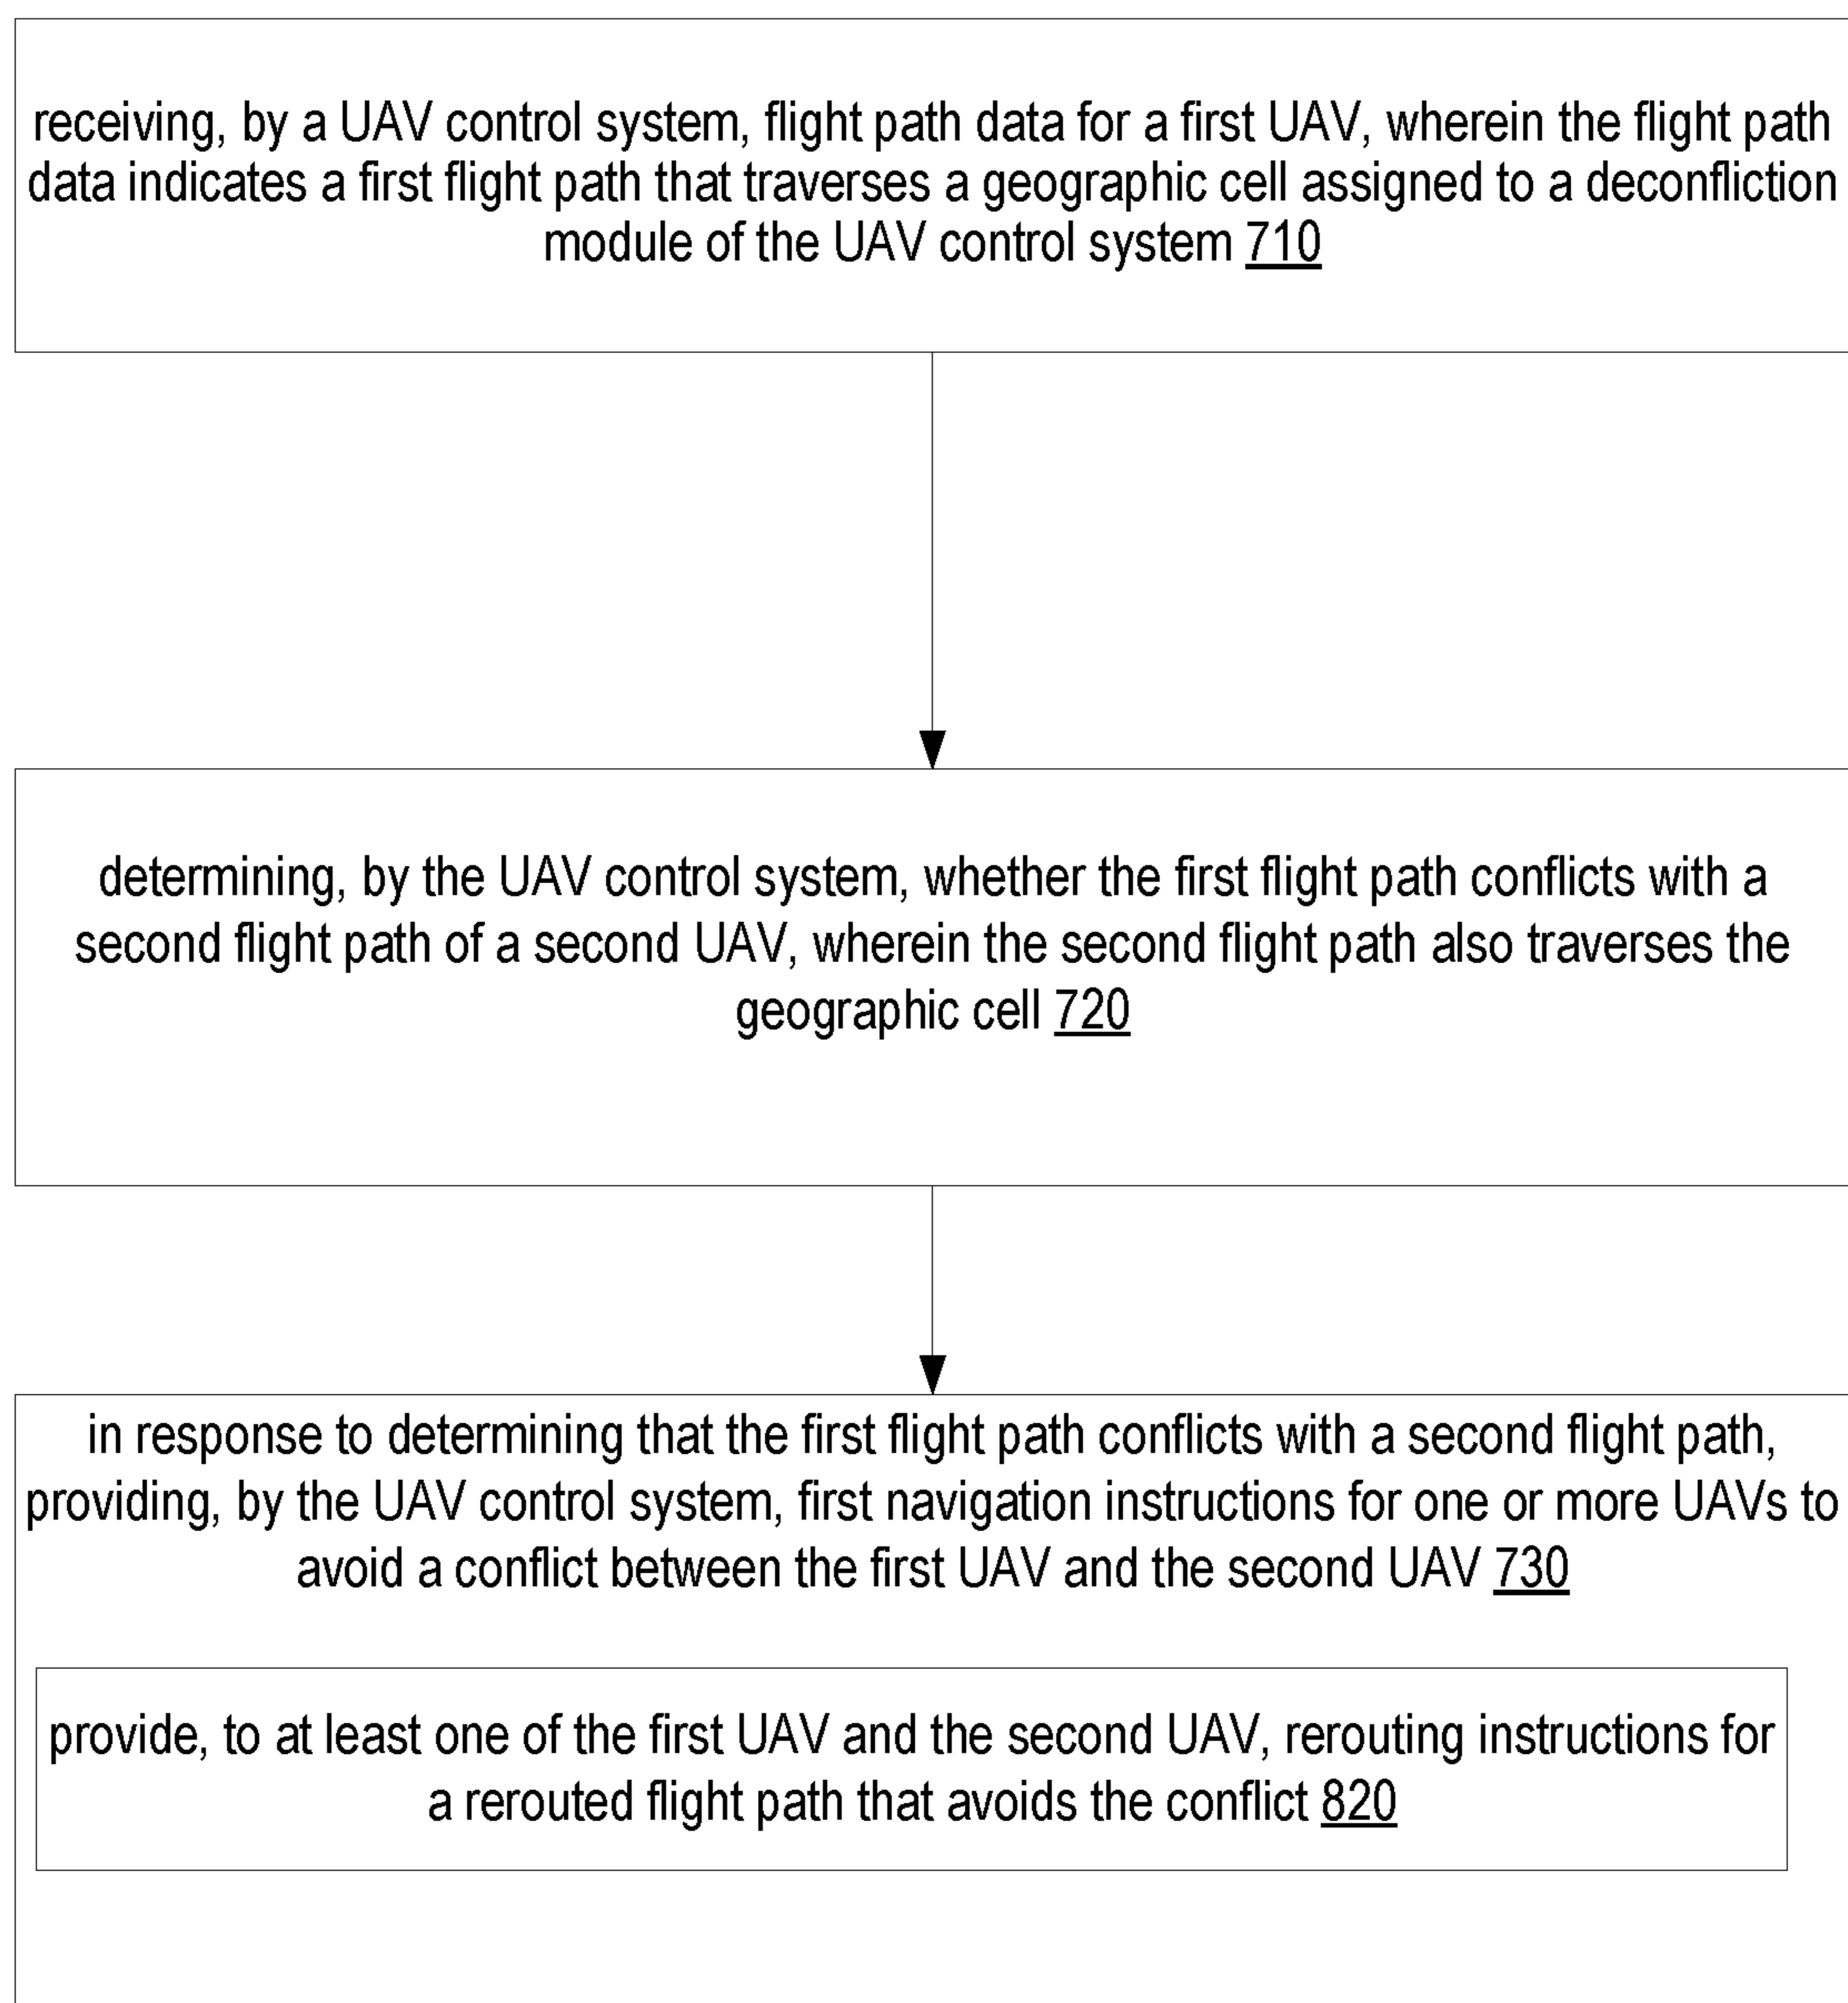 receiving, by a UAV control system, flight path data for a first UAV, wherein the flight path
data indicates a first flight path that traverses a geographic cell assigned to a deconfliction
module of the UAV control system 710
determining, by the UAV control system, whether the first flight path conflicts with a
second flight path of a second UAV, wherein the second flight path also traverses the
geographic cell 720
in response to determining that the first flight path conflicts with a second flight path,
providing, by the UAV control system, first navigation instructions for one or more UAVs to
avoid a conflict between the first UAV and the second UAV 730
provide, to at least one of the first UAV and the second UAV, rerouting instructions for
a rerouted flight path that avoids the conflict 820